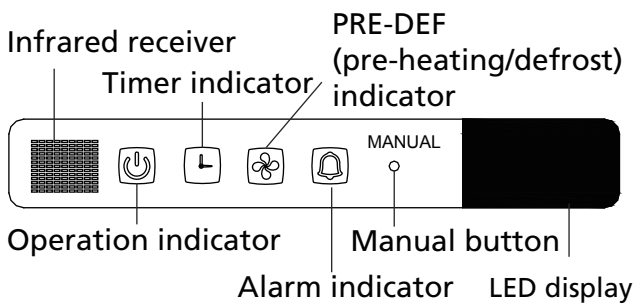 PRE-DEF
Infrared receiver
(pre-heating/defrost)
Timer indicator
indicator
MANUAL
Operation indicator
Manual button
Alarm indicator
LED display